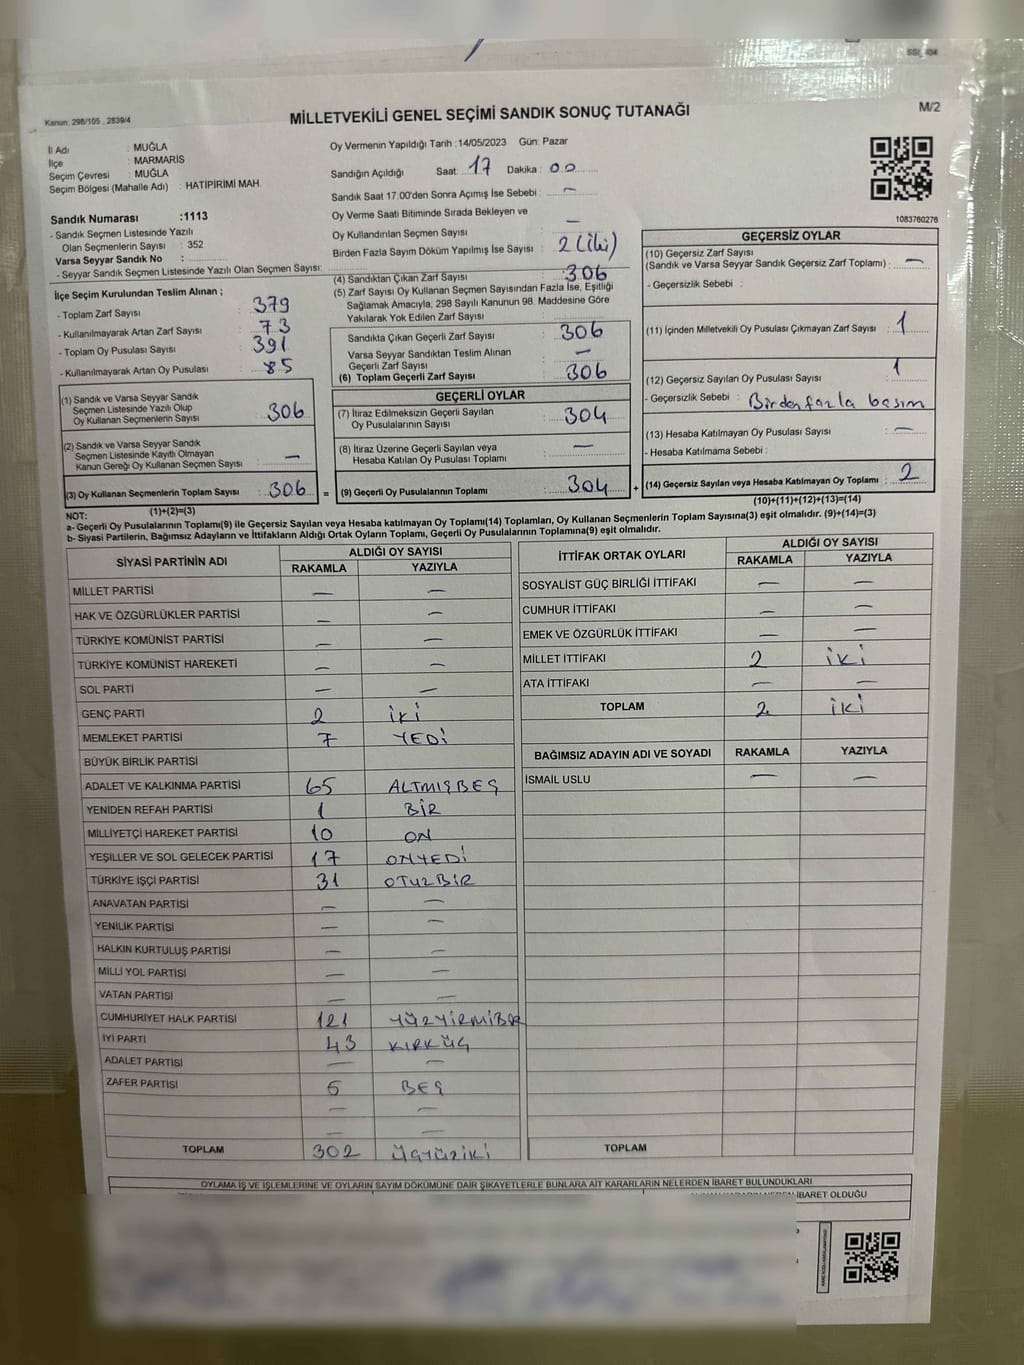 SSI_404
Kanun: 298/105 , 2839/4
MİLLETVEKİLİ GENEL SEÇİMİ SANDIK SONUÇ TUTANAĞI
M/2
İl Adı : MUĞLA
İlçe : MARMARİS
Seçim Çevresi : MUĞLA
Seçim Bölgesi (Mahalle Adı) : HATİPİRİMİ MAH.
Sandık Numarası :1113
- Sandık Seçmen Listesinde Yazılı
Olan Seçmenlerin Sayısı : 352
Varsa Seyyar Sandık No :
- Seyyar Sandık Seçmen Listesinde Yazılı Olan Seçmen Sayısı:
Oy Vermenin Yapıldığı Tarih :14/05/2023 Gün: Pazar
Sandığın Açıldığı Saat: 17 Dakika : 00
Sandık Saat 17.00'den Sonra Açımış İse Sebebi : –
Oy Verme Saati Bitiminde Sırada Bekleyen ve
Oy Kullandırılan Seçmen Sayısı : –
Birden Fazla Sayım Döküm Yapılmış İse Sayısı : 2 (iki)
1083760276
İlçe Seçim Kurulundan Teslim Alınan ;
- Toplam Zarf Sayısı : 379
- Kullanılmayarak Artan Zarf Sayısı : 73
- Toplam Oy Pusulası Sayısı : 391
- Kullanılmayarak Artan Oy Pusulası : 85
(4) Sandıktan Çıkan Zarf Sayısı : 306
(5) Zarf Sayısı Oy Kullanan Seçmen Sayısından Fazla İse, Eşitliği
Sağlamak Amacıyla; 298 Sayılı Kanunun 98. Maddesine Göre
Yakılarak Yok Edilen Zarf Sayısı :
Sandıkta Çıkan Geçerli Zarf Sayısı : 306
Varsa Seyyar Sandıktan Teslim Alınan
Geçerli Zarf Sayısı : –
(6) Toplam Geçerli Zarf Sayısı : 306
GEÇERSİZ OYLAR
(10) Geçersiz Zarf Sayısı
(Sandık ve Varsa Seyyar Sandık Geçersiz Zarf Toplamı) : –
- Geçersizlik Sebebi :
(11) İçinden Milletvekili Oy Pusulası Çıkmayan Zarf Sayısı : 1
(12) Geçersiz Sayılan Oy Pusulası Sayısı : 1
- Geçersizlik Sebebi : Birden fazla basım
(13) Hesaba Katılmayan Oy Pusulası Sayısı : –
- Hesaba Katılmama Sebebi :
(14) Geçersiz Sayılan veya Hesaba Katılmayan Oy Toplamı : 2
(10)+(11)+(12)+(13)=(14)
(1) Sandık ve Varsa Seyyar Sandık
Seçmen Listesinde Yazılı Olup
Oy Kullanan Seçmenlerin Sayısı : 306
(2) Sandık ve Varsa Seyyar Sandık
Seçmen Listesinde Kayıtlı Olmayan
Kanun Gereği Oy Kullanan Seçmen Sayısı : –
(3) Oy Kullanan Seçmenlerin Toplam Sayısı : 306 =
(1)+(2)=(3)
GEÇERLİ OYLAR
(7) İtiraz Edilmeksizin Geçerli Sayılan
Oy Pusulalarının Sayısı : 304
(8) İtiraz Üzerine Geçerli Sayılan veya
Hesaba Katılan Oy Pusulası Toplamı : –
(9) Geçerli Oy Pusulalarının Toplamı : 304 +
NOT:
a- Geçerli Oy Pusulalarının Toplamı(9) ile Geçersiz Sayılan veya Hesaba katılmayan Oy Toplamı(14) Toplamları, Oy Kullanan Seçmenlerin Toplam Sayısına(3) eşit olmalıdır. (9)+(14)=(3)
b- Siyasi Partilerin, Bağımsız Adayların ve İttifakların Aldığı Ortak Oyların Toplamı, Geçerli Oy Pusulalarının Toplamına(9) eşit olmalıdır.
SİYASİ PARTİNİN ADI ALDIĞI OY SAYISI
RAKAMLA YAZIYLA
MİLLET PARTİSİ – –
HAK VE ÖZGÜRLÜKLER PARTİSİ – –
TÜRKİYE KOMÜNİST PARTİSİ – –
TÜRKİYE KOMÜNİST HAREKETİ – –
SOL PARTİ – –
GENÇ PARTİ 2 İKİ
MEMLEKET PARTİSİ 7 YEDİ
BÜYÜK BİRLİK PARTİSİ
ADALET VE KALKINMA PARTİSİ 65 ALTMIŞBEŞ
YENİDEN REFAH PARTİSİ 1 BİR
MİLLİYETÇİ HAREKET PARTİSİ 10 ON
YEŞİLLER VE SOL GELECEK PARTİSİ 17 ONYEDİ
TÜRKİYE İŞÇİ PARTİSİ 31 OTUZBİR
ANAVATAN PARTİSİ – –
YENİLİK PARTİSİ – –
HALKIN KURTULUŞ PARTİSİ – –
MİLLİ YOL PARTİSİ – –
VATAN PARTİSİ – –
CUMHURİYET HALK PARTİSİ 121 YÜZYİRMİBİR
İYİ PARTİ 43 KIRKÜÇ
ADALET PARTİSİ – –
ZAFER PARTİSİ 5 BEŞ
– –
– –
TOPLAM 302 ÜÇYÜZİKİ
İTTİFAK ORTAK OYLARI ALDIĞI OY SAYISI
RAKAMLA YAZIYLA
SOSYALİST GÜÇ BİRLİĞİ İTTİFAKI – –
CUMHUR İTTİFAKI – –
EMEK VE ÖZGÜRLÜK İTTİFAKI – –
MİLLET İTTİFAKI 2 İKİ
ATA İTTİFAKI – –
TOPLAM 2 İKİ
BAĞIMSIZ ADAYIN ADI VE SOYADI RAKAMLA YAZIYLA
İSMAİL USLU – –
TOPLAM
OYLAMA İŞ VE İŞLEMLERİNE VE OYLARIN SAYIM DÖKÜMÜNE DAİR ŞİKAYETLERLE BUNLARA AİT KARARLARIN NELERDEN İBARET BULUNDUKLARI
İBARET OLDUĞU